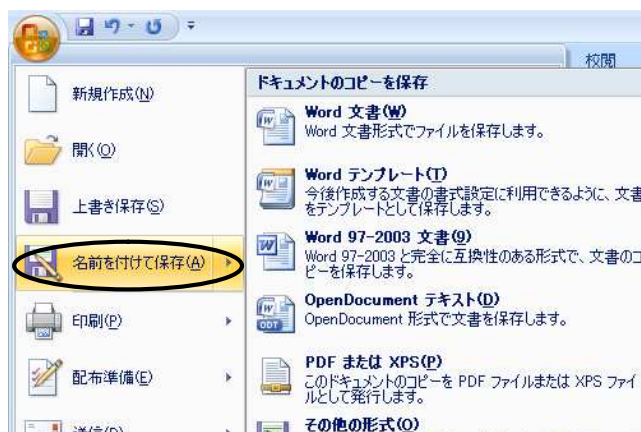 校閲
新規作成(N)
開く(O)
上書き保存(S)
名前を付けて保存(A)
印刷(P)
配布準備(E)
送信(D)
ドキュメントのコピーを保存
Word 文書(W)
Word 文書形式でファイルを保存します。
Word テンプレート(T)
今後作成する文書の書式設定に利用できるように、文書
をテンプレートとして保存します。
Word 97-2003 文書(9)
Word 97-2003 と完全に互換性のある形式で、文書のコ
ピーを保存します。
OpenDocument テキスト(D)
OpenDocument 形式で文書を保存します。
PDF または XPS(P)
このドキュメントのコピーを PDF ファイルまたは XPS ファイ
ルとして発行します。
その他の形式(O)